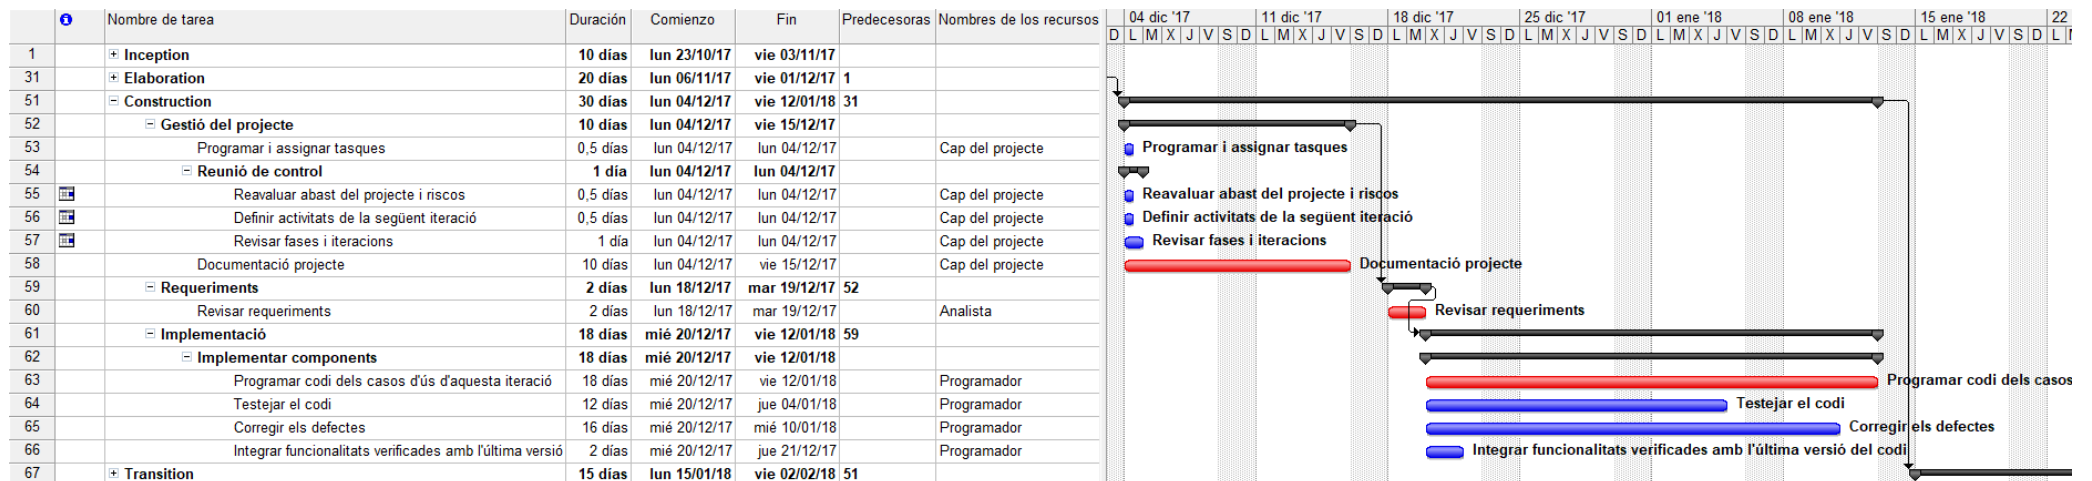 Nombre de tarea Duración Comienzo Fin Predecesoras Nombres de los recursos 04 dic '17 11 dic '17 18 dic '17 25 dic '17 01 ene '18 08 ene '18 15 ene '18 22
D L M X J V S D L M X J V S D L M X J V S D L M X J V S D L M X J V S D L M X J V S D L M X J V S D L
1 Inception 10 días lun 23/10/17 vie 03/11/17
31 Elaboration 20 días lun 06/11/17 vie 01/12/17 1
51 Construction 30 días lun 04/12/17 vie 12/01/18 31
52 Gestió del projecte 10 días lun 04/12/17 vie 15/12/17
53 Programar i assignar tasques 0,5 días lun 04/12/17 lun 04/12/17 Cap del projecte Programar i assignar tasques
54 Reunió de control 1 día lun 04/12/17 lun 04/12/17
55 Reavaluar abast del projecte i riscos 0,5 días lun 04/12/17 lun 04/12/17 Cap del projecte Reavaluar abast del projecte i riscos
56 Definir activitats de la següent iteració 0,5 días lun 04/12/17 lun 04/12/17 Cap del projecte Definir activitats de la següent iteració
57 Revisar fases i iteracions 1 día lun 04/12/17 lun 04/12/17 Cap del projecte Revisar fases i iteracions
58 Documentació projecte 10 días lun 04/12/17 vie 15/12/17 Cap del projecte Documentació projecte
59 Requeriments 2 días lun 18/12/17 mar 19/12/17 52
60 Revisar requeriments 2 días lun 18/12/17 mar 19/12/17 Analista Revisar requeriments
61 Implementació 18 días mié 20/12/17 vie 12/01/18 59
62 Implementar components 18 días mié 20/12/17 vie 12/01/18
63 Programar codi dels casos d'ús d'aquesta iteració 18 días mié 20/12/17 vie 12/01/18 Programador Programar codi dels casos
64 Testejar el codi 12 días mié 20/12/17 jue 04/01/18 Programador Testejar el codi
65 Corregir els defectes 16 días mié 20/12/17 mié 10/01/18 Programador Corregir els defectes
66 Integrar funcionalitats verificades amb l'última versió 2 días mié 20/12/17 jue 21/12/17 Programador Integrar funcionalitats verificades amb l'última versió del codi
67 Transition 15 días lun 15/01/18 vie 02/02/18 51